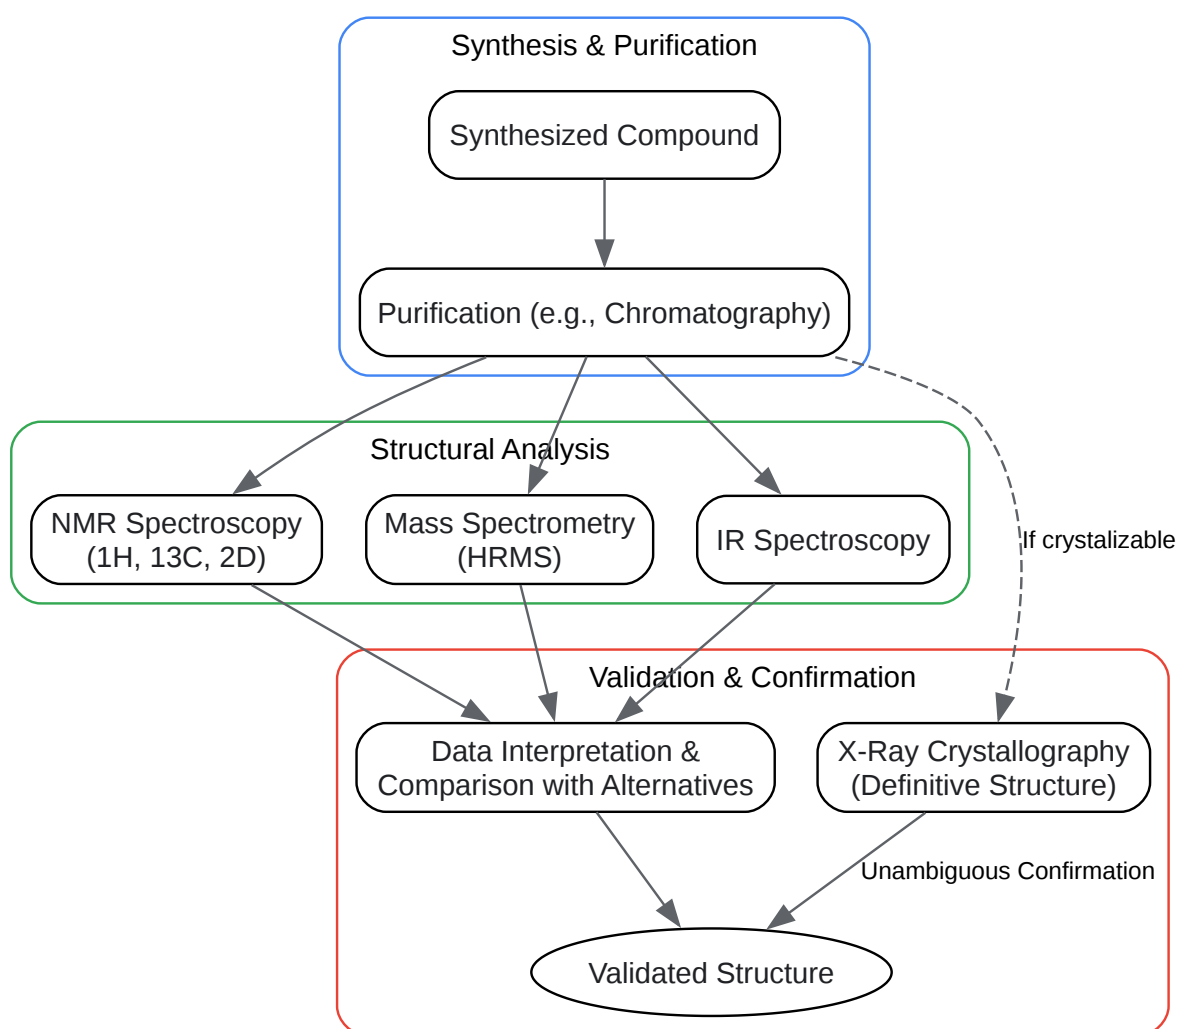 Synthesis & Purification
Synthesized Compound
Purification (e.g., Chromatography)
Structural Analysis
NMR Spectroscopy
(1H, 13C, 2D)
Mass Spectrometry
(HRMS)
IR Spectroscopy
If crystalizable
Validation & Confirmation
Data Interpretation &
Comparison with Alternatives
X-Ray Crystallography
(Definitive Structure)
Unambiguous Confirmation
Validated Structure